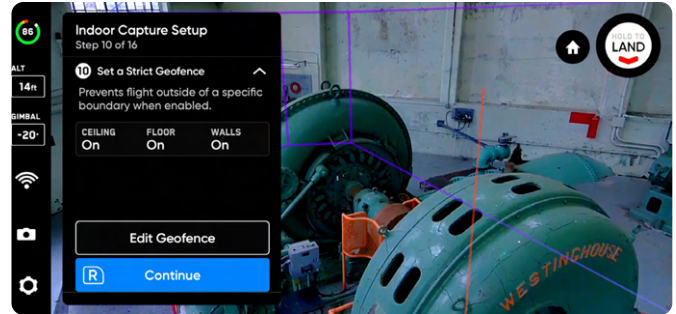 86
ALT
14ft
GIMBAL
-20°
Indoor Capture Setup
Step 10 of 16
10 Set a Strict Geofence
Prevents flight outside of a specific
boundary when enabled.
CEILING FLOOR WALLS
On On On
Edit Geofence
R Continue
HOLD TO
LAND
WESTINGHOUSE